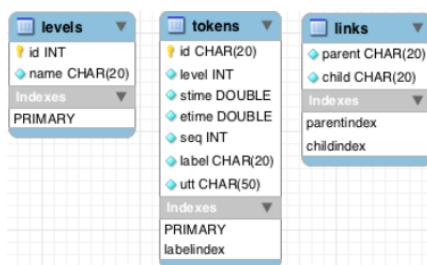 levels
id INT
name CHAR(20)
Indexes
PRIMARY
tokens
id CHAR(20)
level INT
stime DOUBLE
etime DOUBLE
seq INT
label CHAR(20)
utt CHAR(50)
Indexes
PRIMARY
labelindex
links
parent CHAR(20)
child CHAR(20)
Indexes
parentindex
childindex